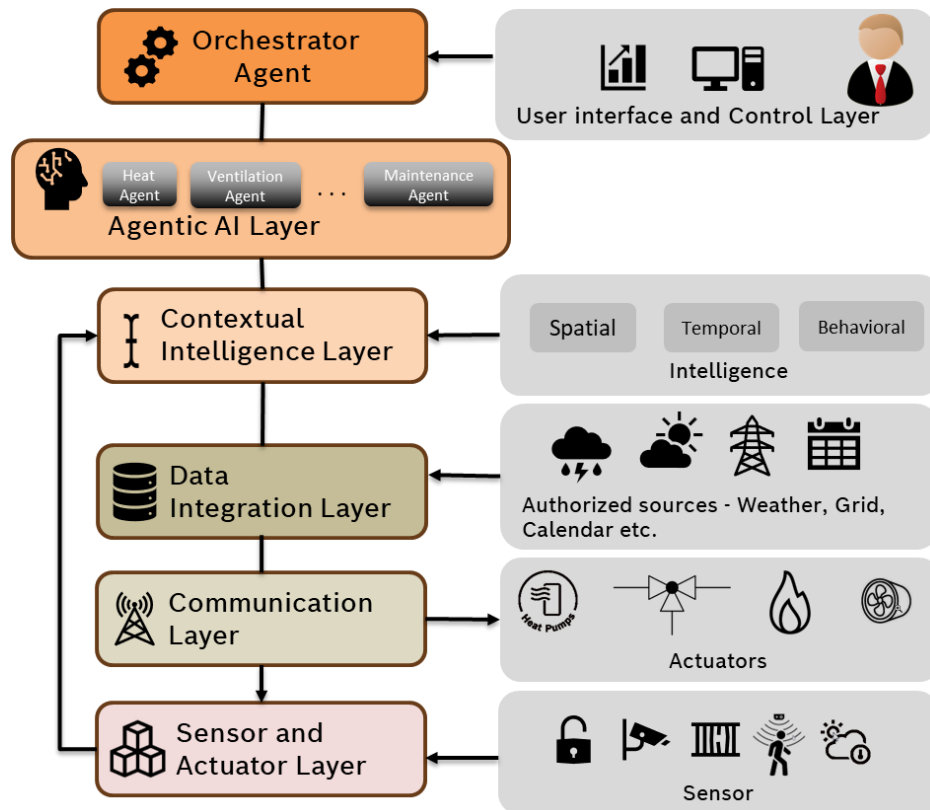 Orchestrator
Agent
User interface and Control Layer
Heat
Agent
Ventilation
Agent
. . .
Maintenance
Agent
Agentic AI Layer
Contextual
Intelligence Layer
Spatial
Temporal
Behavioral
Intelligence
Data
Integration Layer
Authorized sources - Weather, Grid,
Calendar etc.
Communication
Layer
Heat Pumps
Actuators
Sensor and
Actuator Layer
Sensor